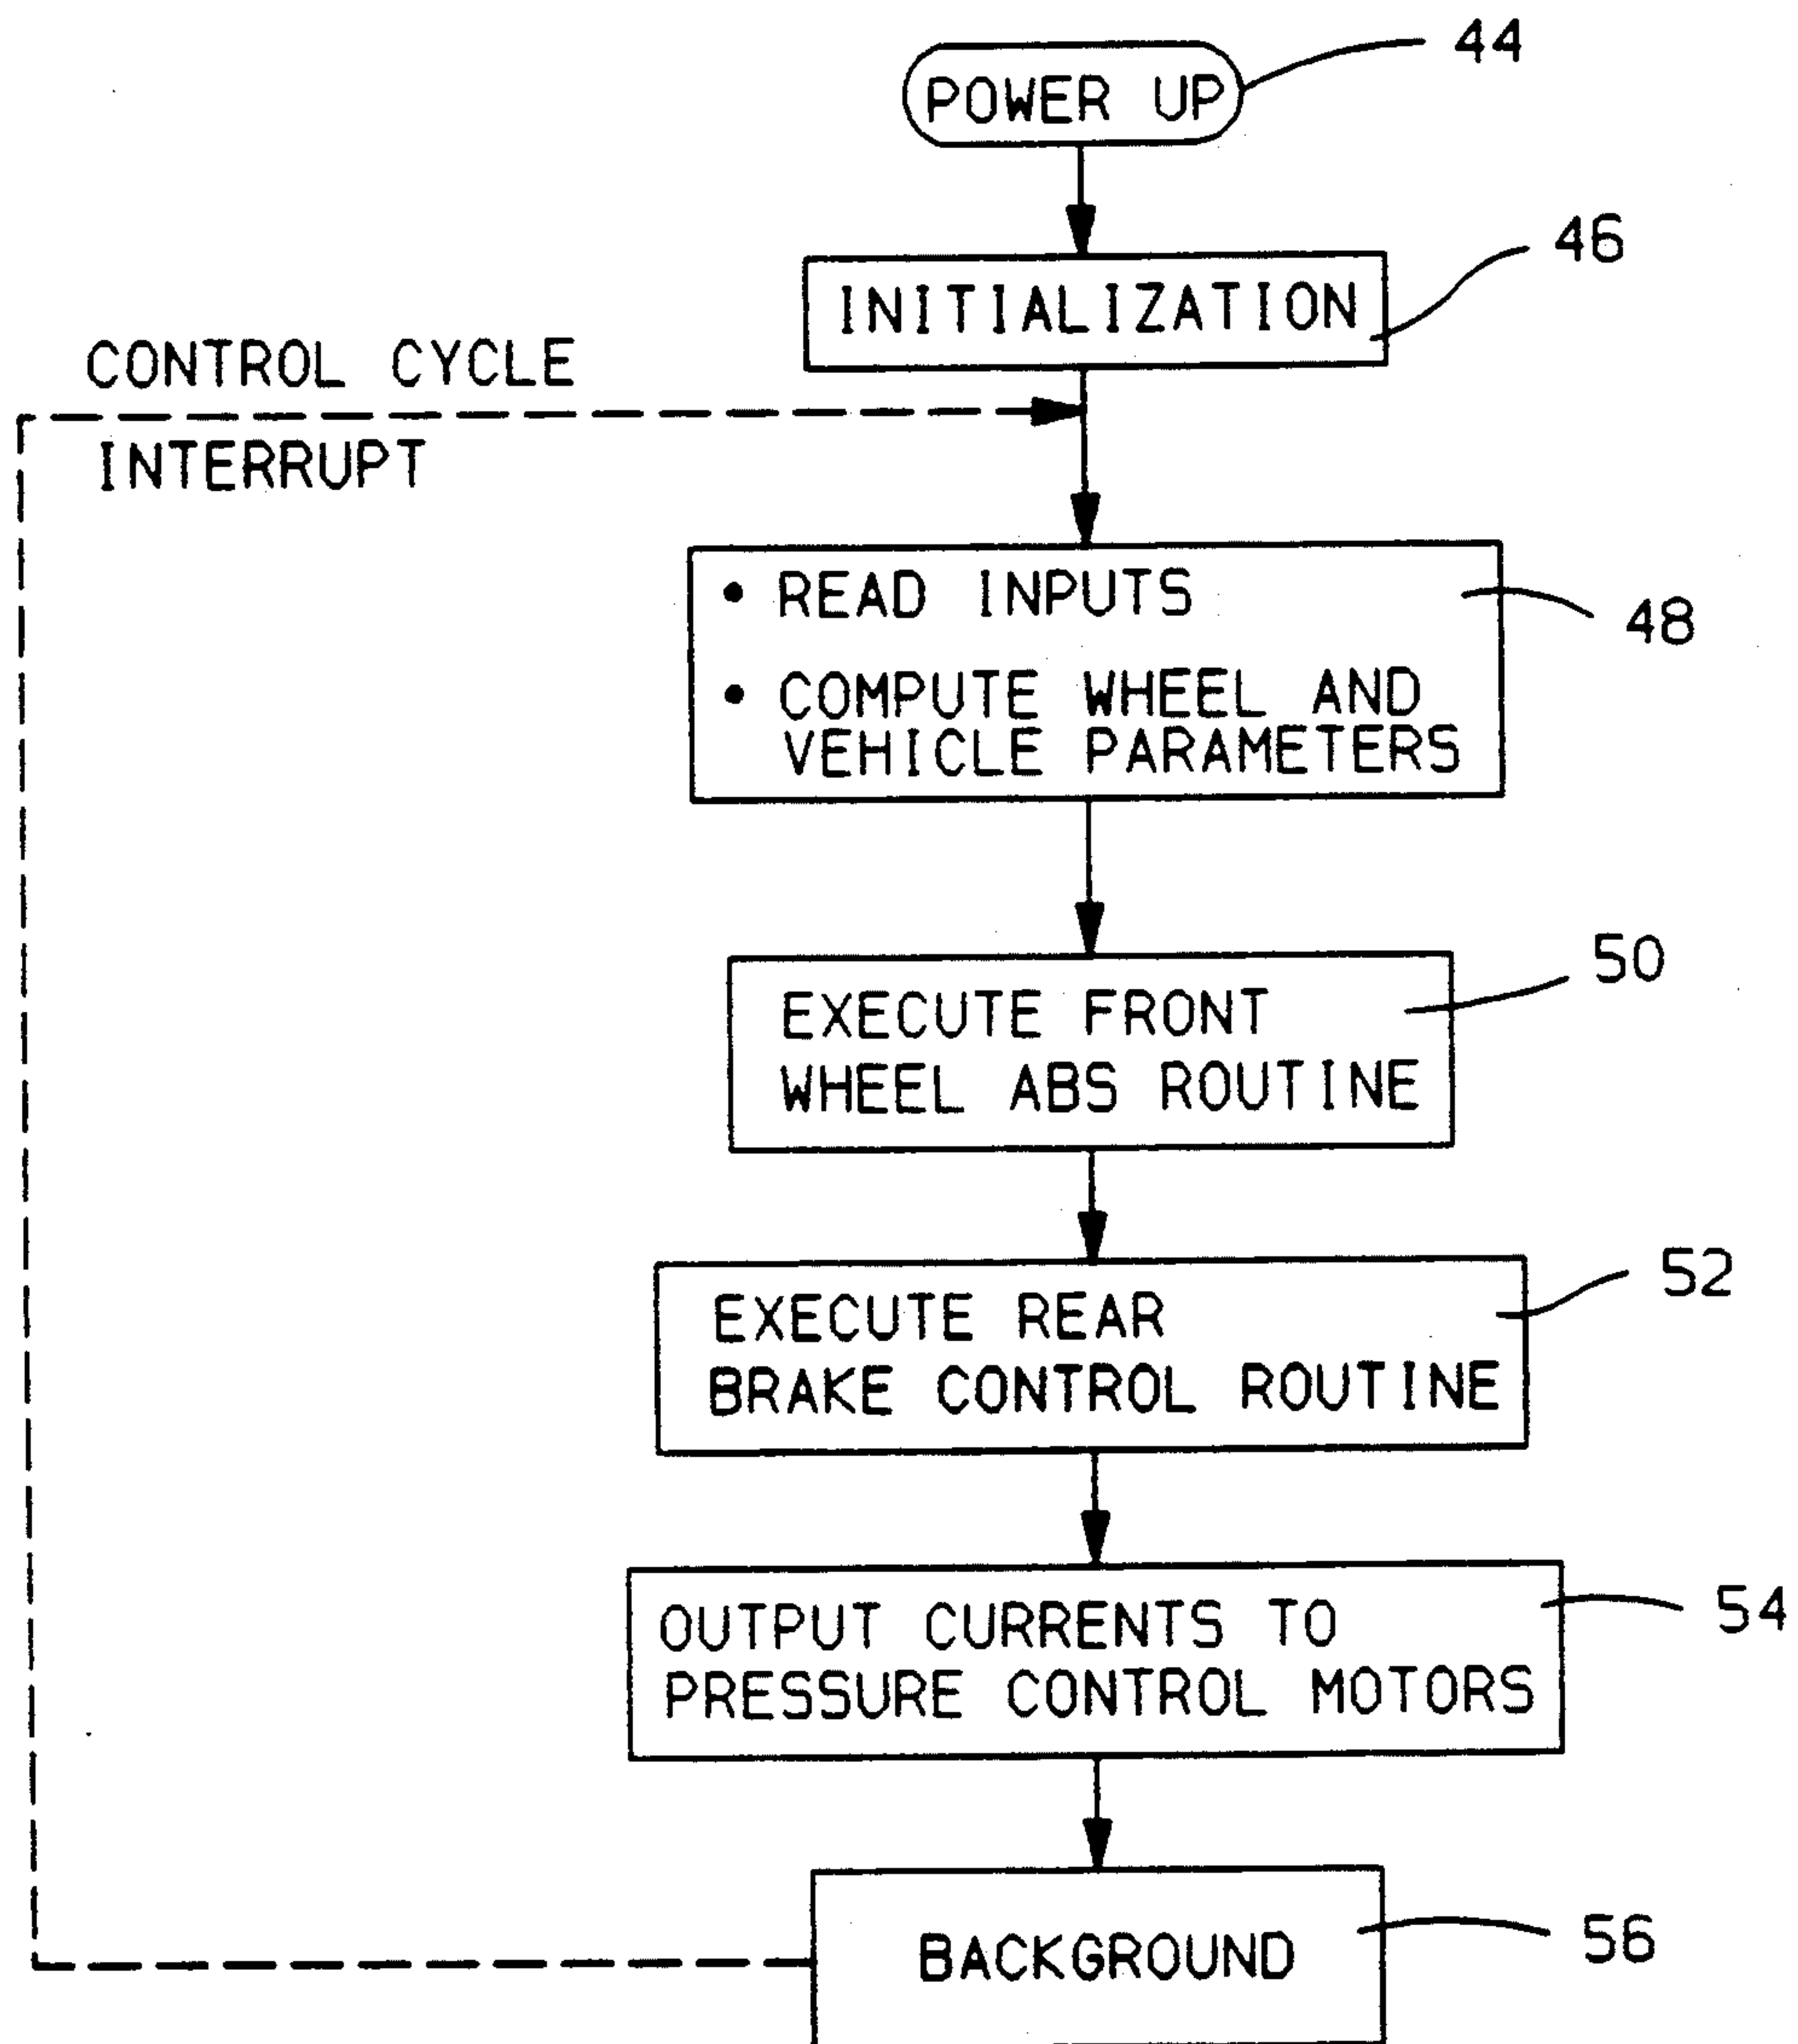 POWER UP
44
INITIALIZATION
46
CONTROL CYCLE
INTERRUPT
• READ INPUTS
• COMPUTE WHEEL AND
VEHICLE PARAMETERS
48
EXECUTE FRONT
WHEEL ABS ROUTINE
50
EXECUTE REAR
BRAKE CONTROL ROUTINE
52
OUTPUT CURRENTS TO
PRESSURE CONTROL MOTORS
54
BACKGROUND
56